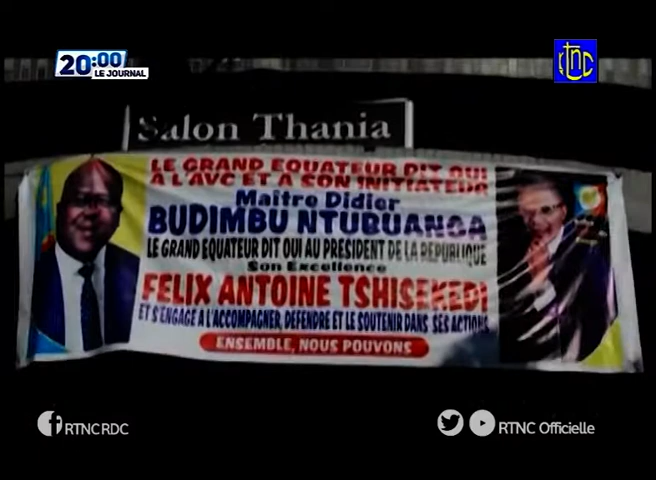 20:00
LE JOURNAL
rtnc
Salon Thania
LE GRAND EQUATEUR DIT OUI
A L'AVC ET A SON INITIATEUR
Maître Didier
BUDIMBU NTUBUANGA
LE GRAND EQUATEUR DIT OUI AU PRESIDENT DE LA REPUBLIQUE
Son Excellence
FELIX ANTOINE TSHISEKEDI
ET S'ENGAGE A L'ACCOMPAGNER, DEFENDRE ET LE SOUTENIR DANS SES ACTIONS
ENSEMBLE, NOUS POUVONS
RTNCRDC
RTNC Officielle